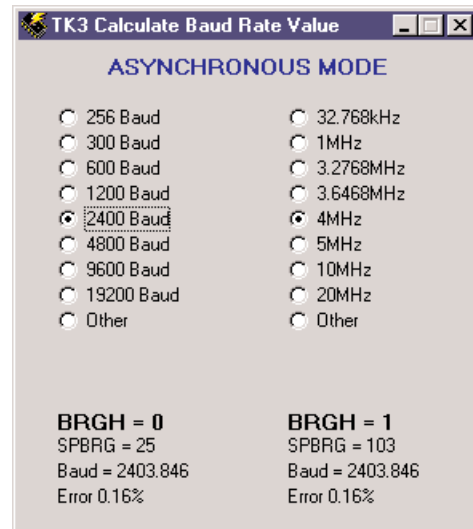 TK3 Calculate Baud Rate Value
ASYNCHRONOUS MODE
256 Baud
300 Baud
600 Baud
1200 Baud
2400 Baud
4800 Baud
9600 Baud
19200 Baud
Other
32.768kHz
1MHz
3.2768MHz
3.6468MHz
4MHz
5MHz
10MHz
20MHz
Other
BRGH = 0
SPBRG = 25
Baud = 2403.846
Error 0.16%
BRGH = 1
SPBRG = 103
Baud = 2403.846
Error 0.16%